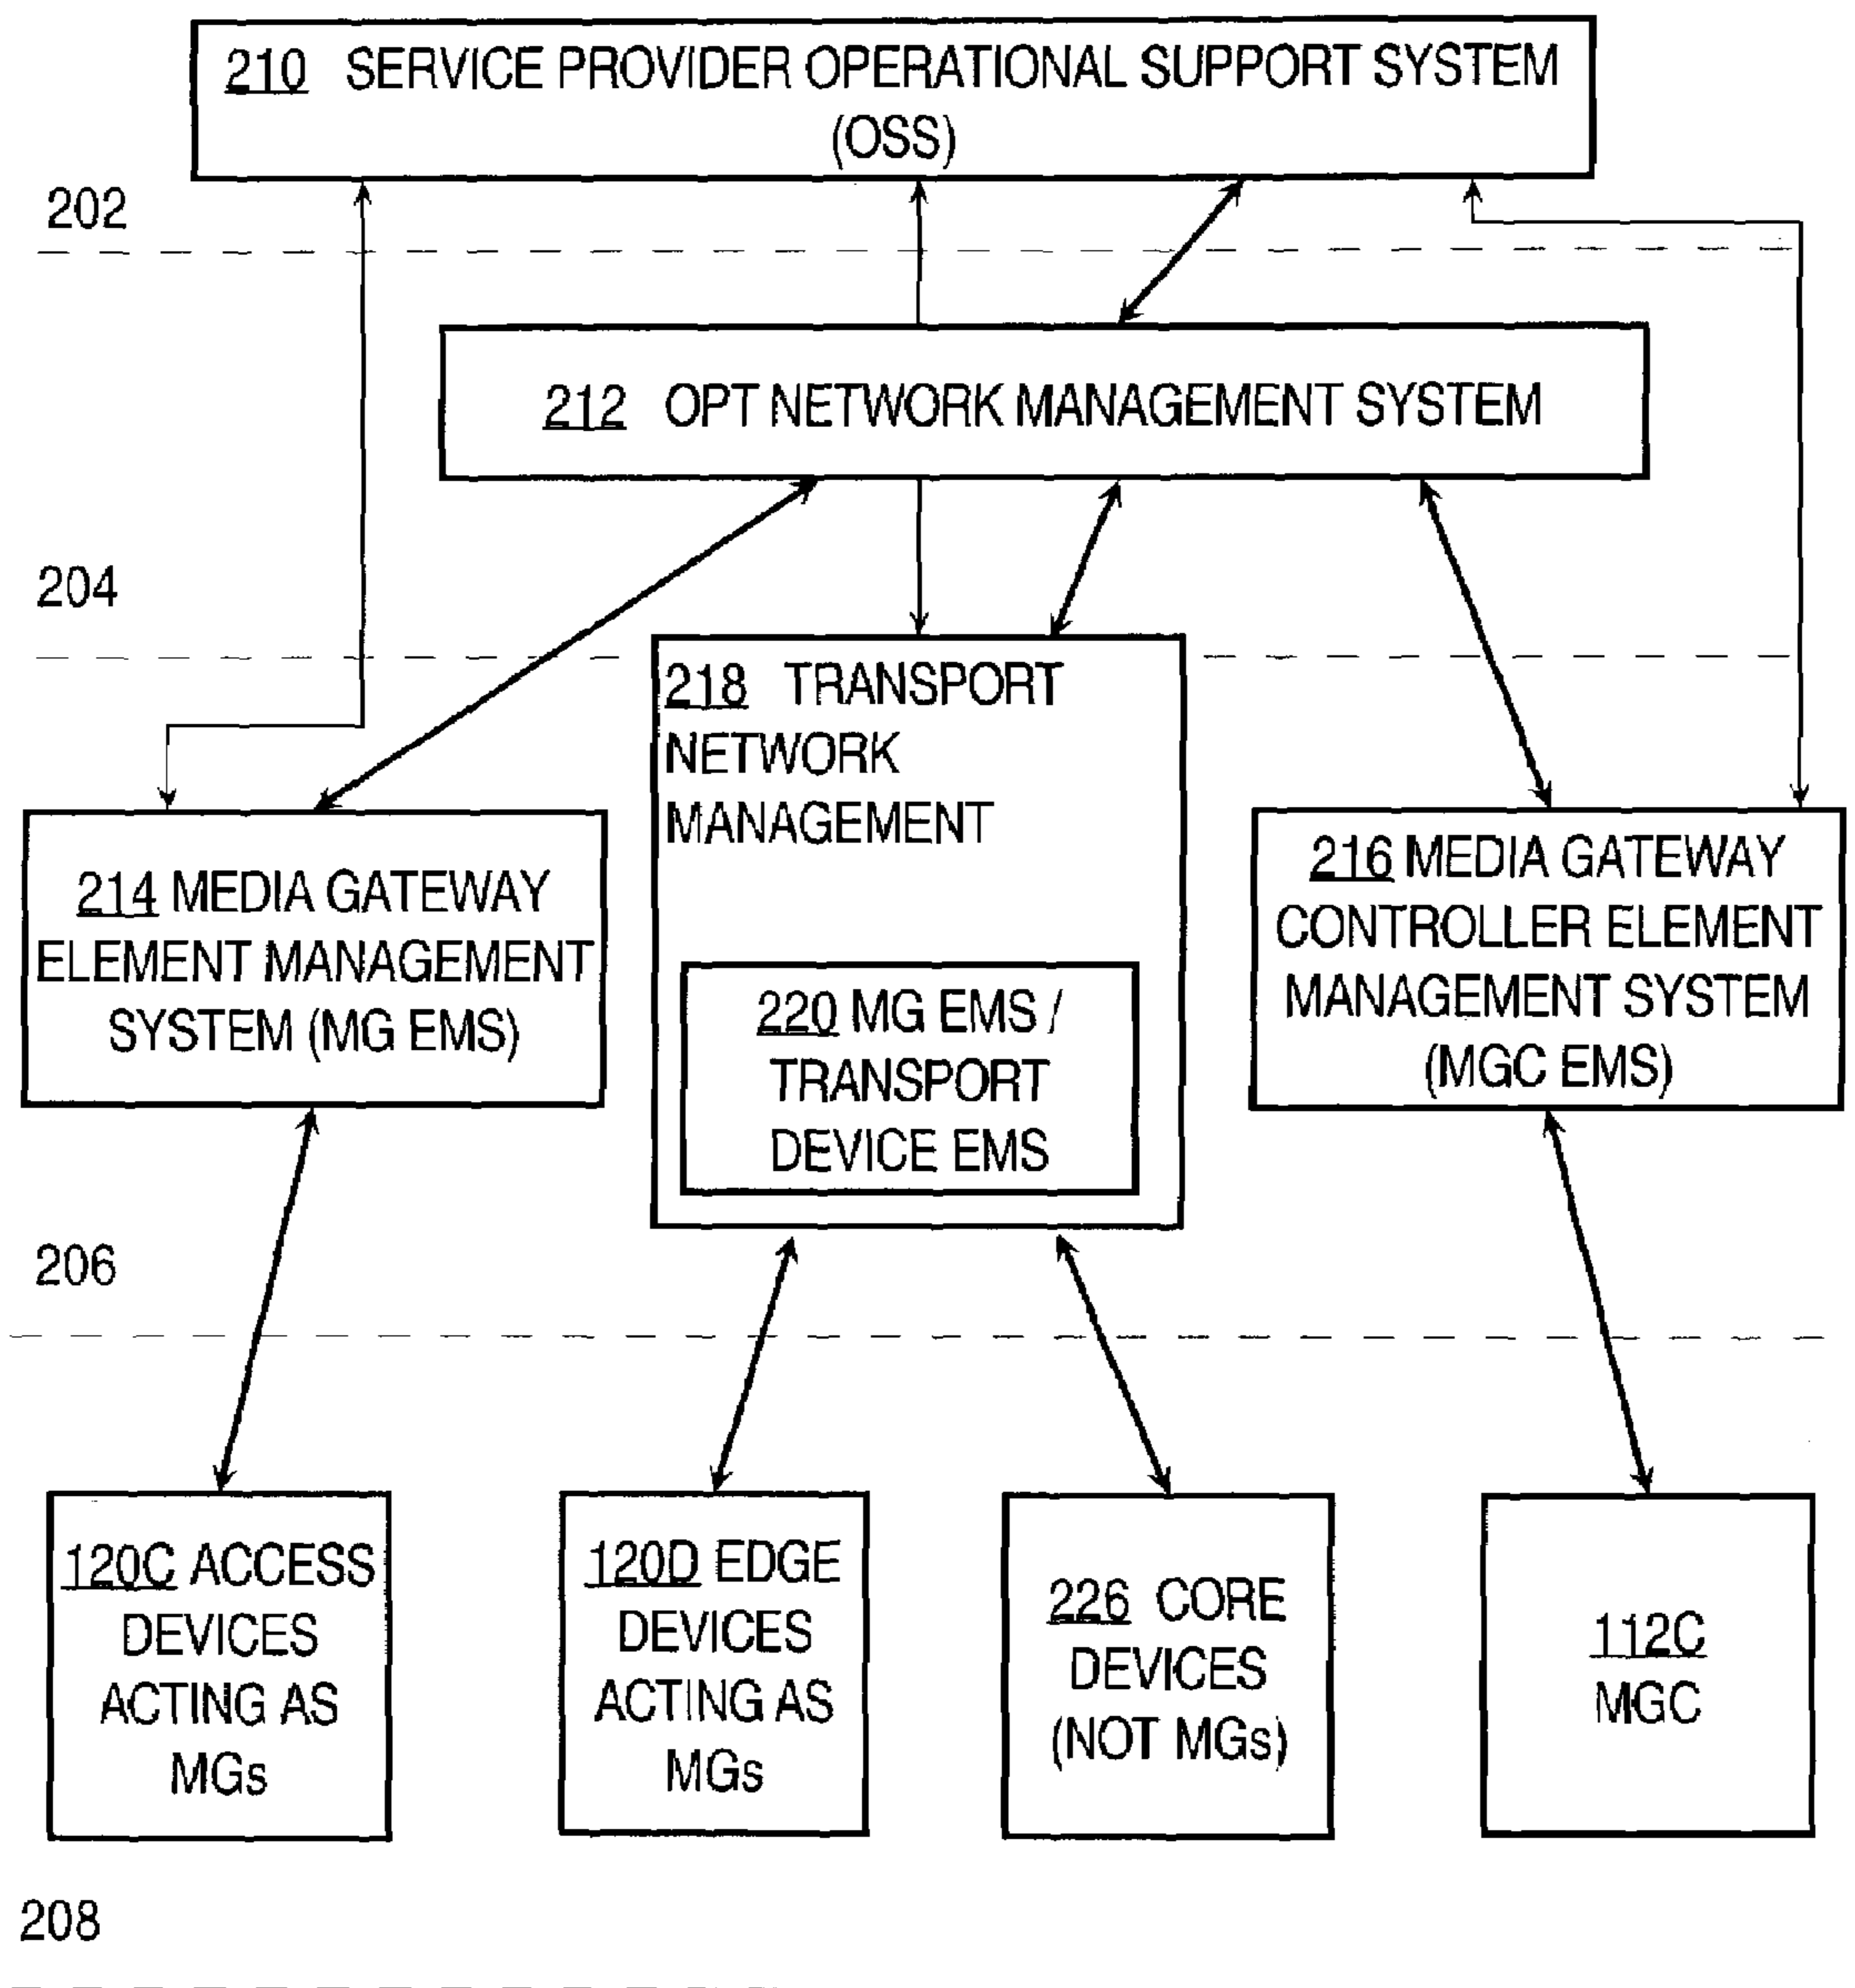 210 SERVICE PROVIDER OPERATIONAL SUPPORT SYSTEM
(OSS)
202
212 OPT NETWORK MANAGEMENT SYSTEM
204
218 TRANSPORT
NETWORK
MANAGEMENT
214 MEDIA GATEWAY
ELEMENT MANAGEMENT
SYSTEM (MG EMS)
220 MG EMS /
TRANSPORT
DEVICE EMS
216 MEDIA GATEWAY
CONTROLLER ELEMENT
MANAGEMENT SYSTEM
(MGC EMS)
206
120C ACCESS
DEVICES
ACTING AS
MGs
120D EDGE
DEVICES
ACTING AS
MGs
226 CORE
DEVICES
(NOT MGs)
112C
MGC
208